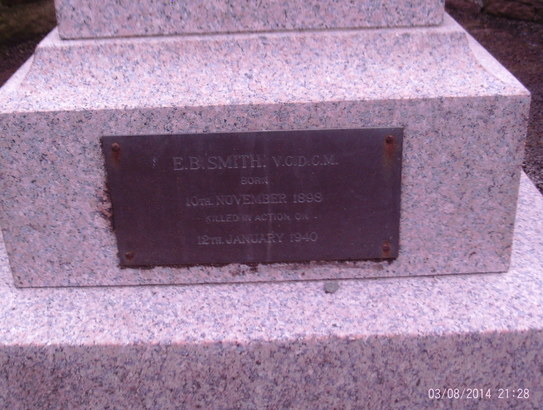 E.B. SMITH. V.C. D.C.M.
BORN
10TH. NOVEMBER 1898
KILLED IN ACTION ON
12TH. JANUARY 1940
03/08/2014 21:28